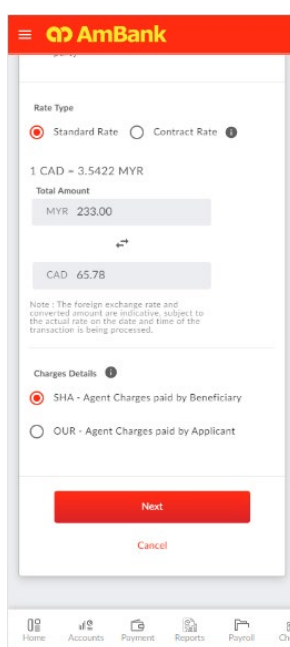 AmBank
Rate Type
Standard Rate Contract Rate
1 CAD = 3.5422 MYR
Total Amount
MYR 233.00
CAD 65.78
Note : The foreign exchange rate and
converted amount are indicative, subject to
the actual rate on the date and time of the
transaction is being processed.
Charges Details
SHA - Agent Charges paid by Beneficiary
OUR - Agent Charges paid by Applicant
Next
Cancel
Home Accounts Payment Reports Payroll